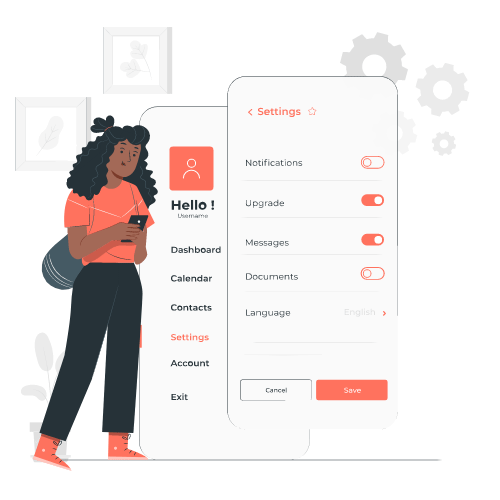 Hello !
Username
Dashboard
Calendar
Contacts
Settings
Account
Exit
Settings
Notifications
Upgrade
Messages
Documents
Language English
Cancel Save